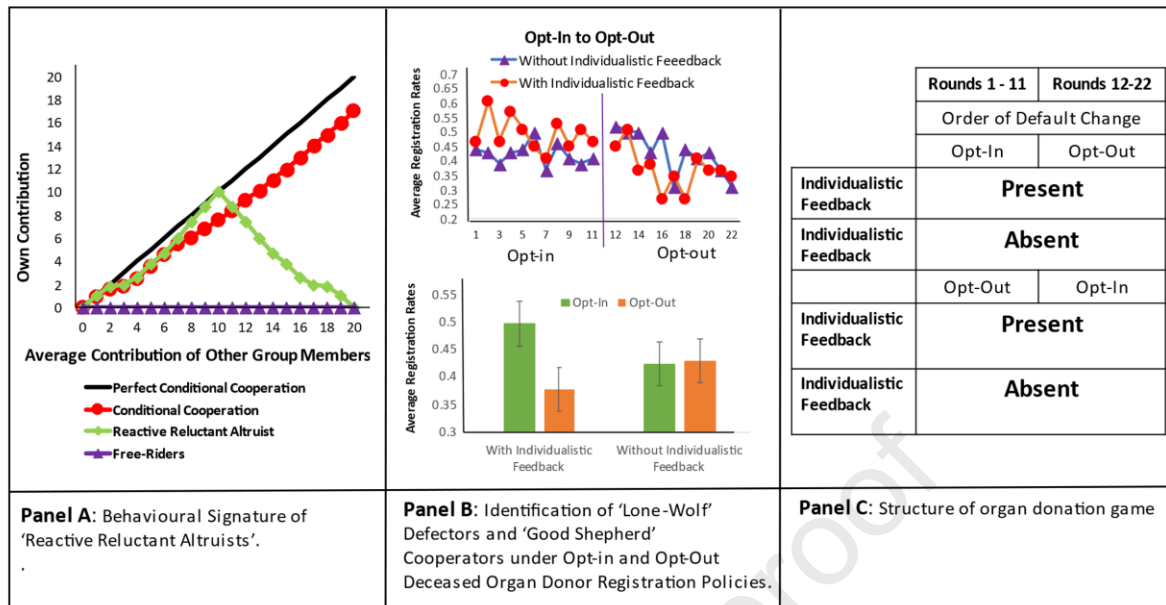 20
18
16
14
12
10
8
6
4
2
0
Own Contribution
0 2 4 6 8 10 12 14 16 18 20
Average Contribution of Other Group Members
Perfect Conditional Cooperation
Conditional Cooperation
Reactive Reluctant Altruist
Free-Riders
Panel A: Behavioural Signature of
‘Reactive Reluctant Altruists’.
.
Opt-In to Opt-Out
Without Individualistic Feeedback
With Individualistic Feedback
0.7
0.65
0.6
0.55
0.5
0.45
0.4
0.35
0.3
0.25
0.2
Average Registration Rates
1 3 5 7 9 11 12 14 16 18 20 22
Opt-in Opt-out
Opt-In Opt-Out
0.55
0.5
0.45
0.4
0.35
0.3
Average Registration Rates
With Individualistic Without Individualistic
Feedback Feedback
Panel B: Identification of ‘Lone-Wolf’
Defectors and ‘Good Shepherd’
Cooperators under Opt-in and Opt-Out
Deceased Organ Donor Registration Policies.
Rounds 1 - 11 Rounds 12-22
Order of Default Change
Opt-In Opt-Out
Individualistic
Feedback
Present
Individualistic
Feedback
Absent
Opt-Out Opt-In
Individualistic
Feedback
Present
Individualistic
Feedback
Absent
Panel C: Structure of organ donation game
roof